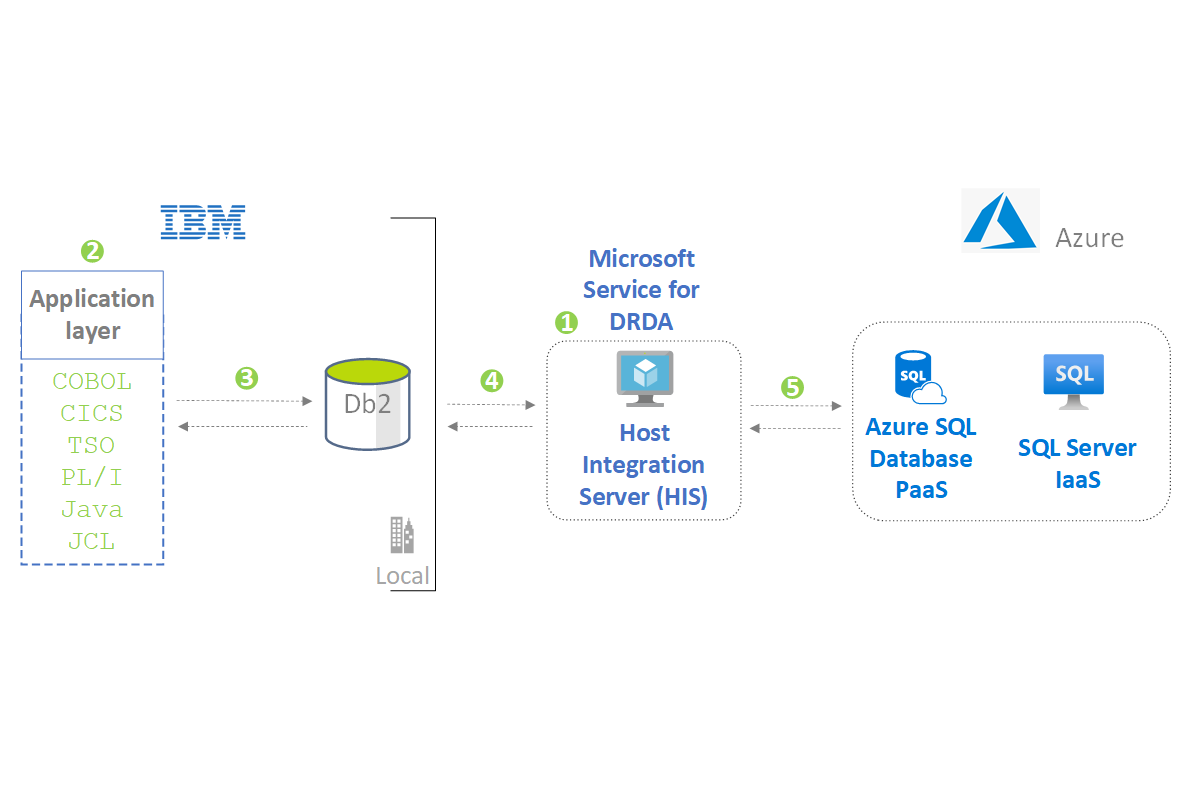 IBM
2
Application
layer
COBOL
CICS
TSO
PL/I
Java
JCL
3
Db2
Local
4
Microsoft
Service for
DRDA
1
Host
Integration
Server (HIS)
5
Azure
SQL
Azure SQL
Database
PaaS
SQL
SQL Server
IaaS